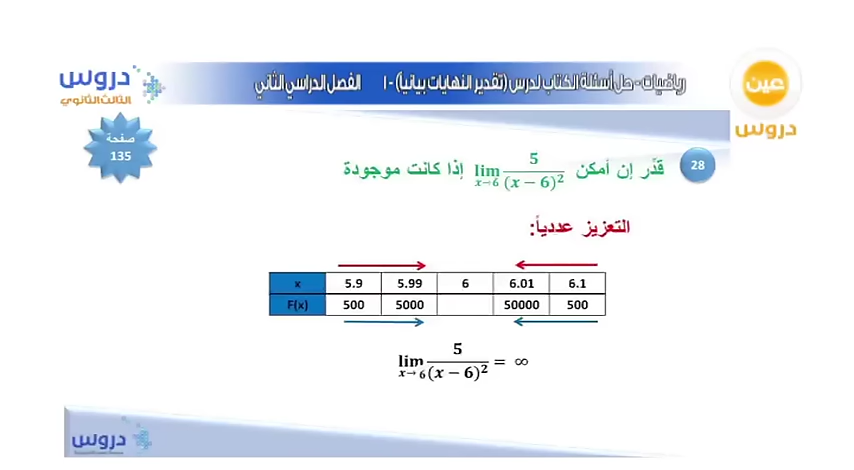 عين
دروس
رياضيات - حل أسئلة الكتاب لدرس (تقدير النهايات بيانياً) - ١ الفصل الدراسي الثاني
دروس
الثالث الثانوي
صفحة
135
28
قدِّر إن أمكن lim x→6 5/(x − 6)² إذا كانت موجودة
التعزيز عددياً:
x 5.9 5.99 6 6.01 6.1
F(x) 500 5000 50000 500
lim x→6 5/(x − 6)² = ∞
دروس